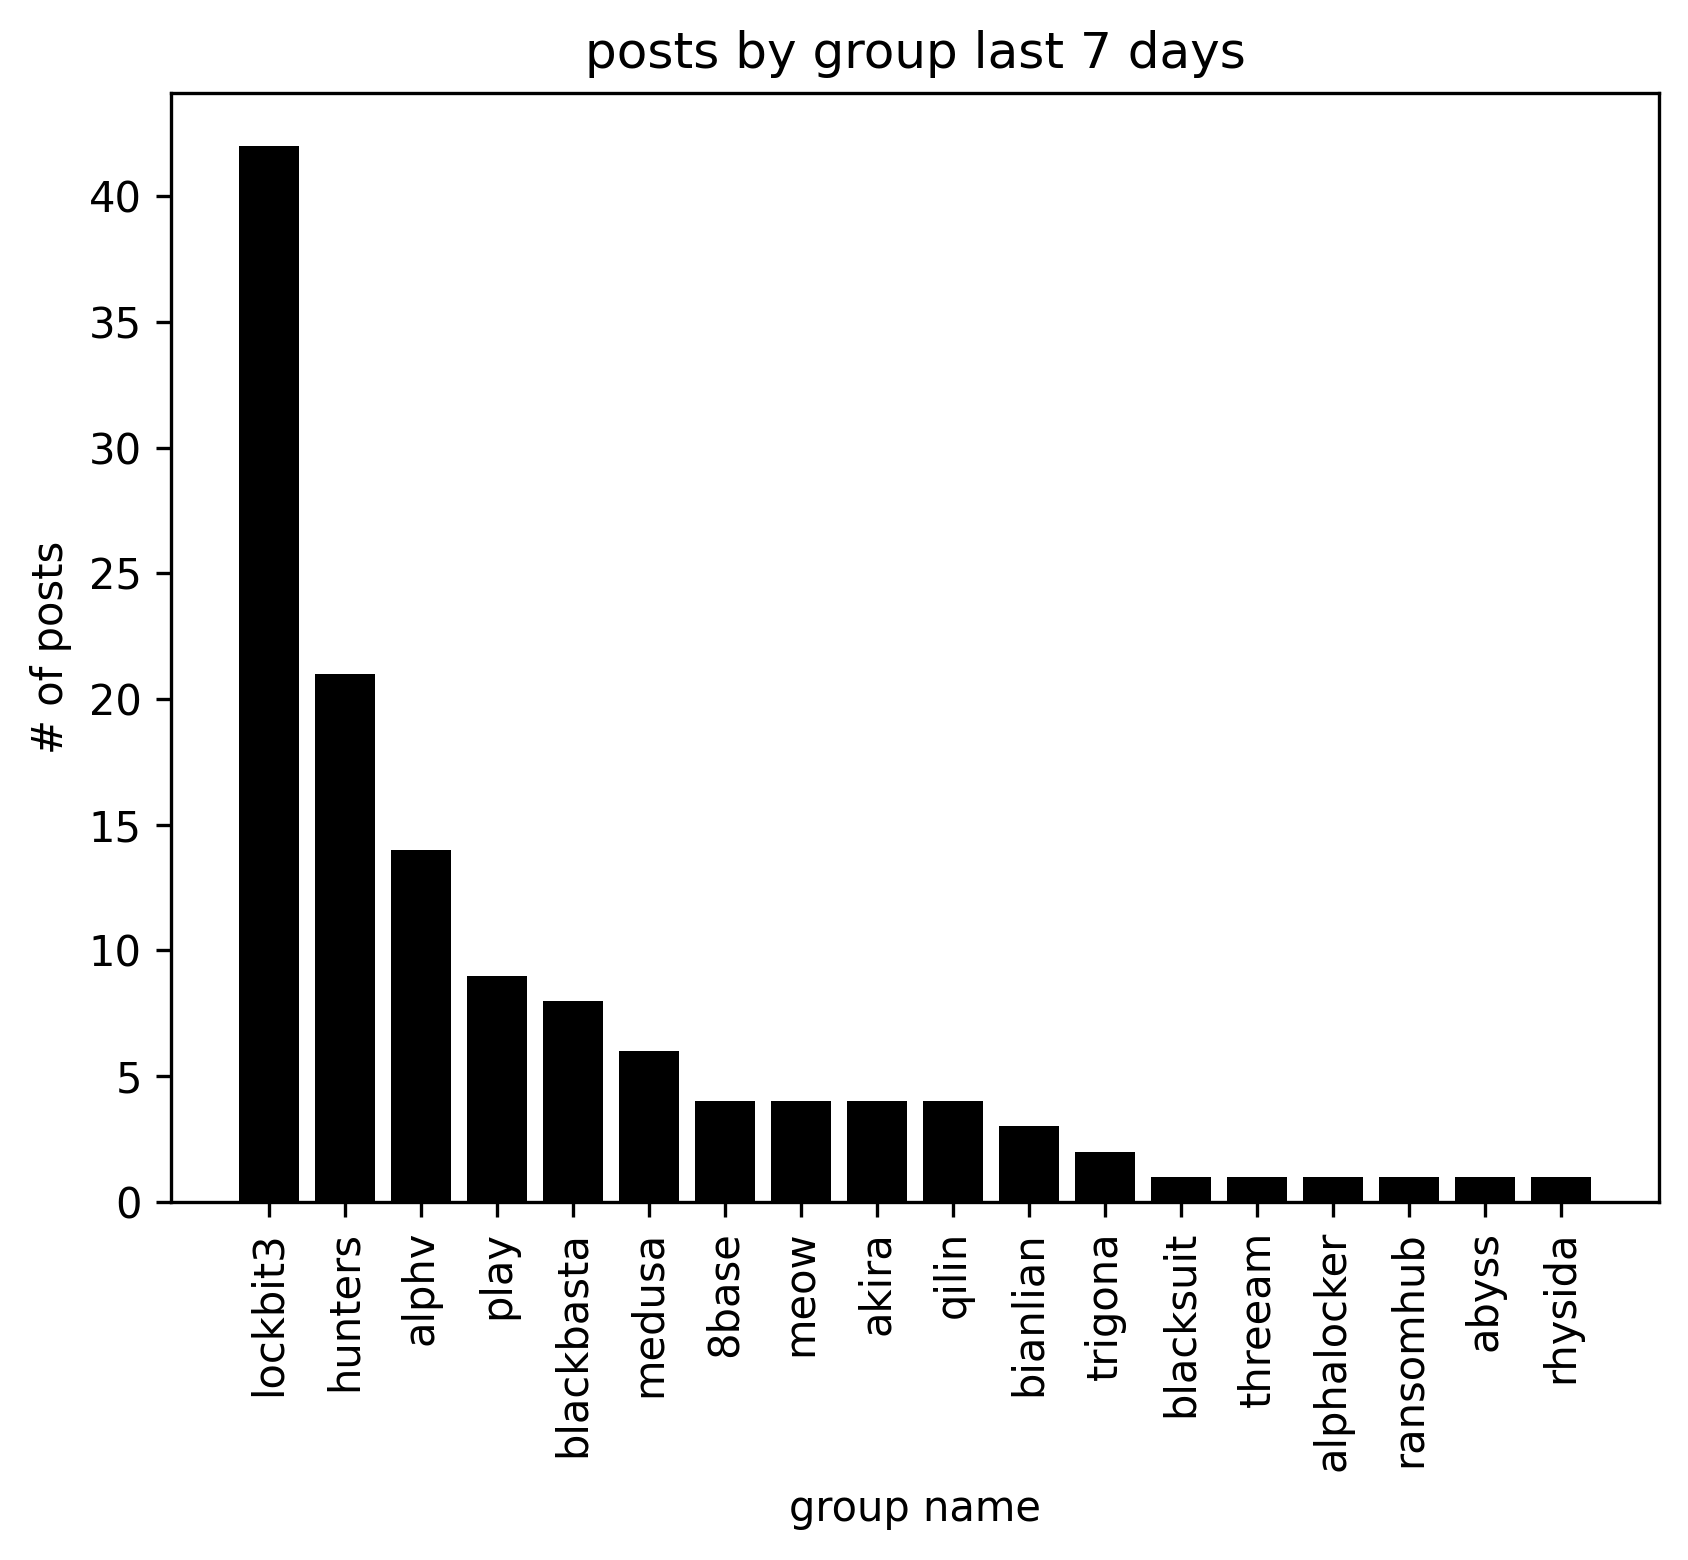 posts by group last 7 days
# of posts
40
35
30
25
20
15
10
5
0
lockbit3
hunters
alphv
play
blackbasta
medusa
8base
meow
akira
qilin
bianlian
trigona
blacksuit
threeam
alphalocker
ransomhub
abyss
rhysida
group name